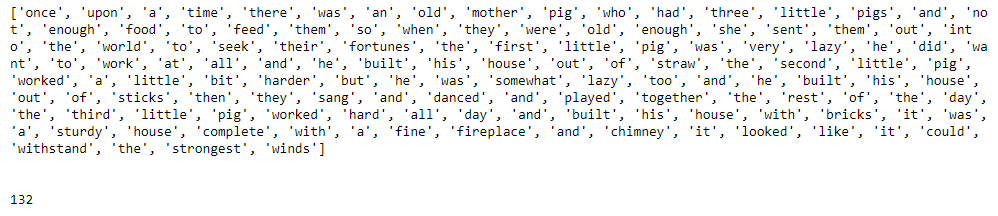 ['once', 'upon', 'a', 'time', 'there', 'was', 'an', 'old', 'mother', 'pig', 'who', 'had', 'three', 'little', 'pigs', 'and', 'no
t', 'enough', 'food', 'to', 'feed', 'them', 'so', 'when', 'they', 'were', 'old', 'enough', 'she', 'sent', 'them', 'out', 'int
o', 'the', 'world', 'to', 'seek', 'their', 'fortunes', 'the', 'first', 'little', 'pig', 'was', 'very', 'lazy', 'he', 'did', 'wa
nt', 'to', 'work', 'at', 'all', 'and', 'he', 'built', 'his', 'house', 'out', 'of', 'straw', 'the', 'second', 'little', 'pig',
'worked', 'a', 'little', 'bit', 'harder', 'but', 'he', 'was', 'somewhat', 'lazy', 'too', 'and', 'he', 'built', 'his', 'house',
'out', 'of', 'sticks', 'then', 'they', 'sang', 'and', 'danced', 'and', 'played', 'together', 'the', 'rest', 'of', 'the', 'day',
'the', 'third', 'little', 'pig', 'worked', 'hard', 'all', 'day', 'and', 'built', 'his', 'house', 'with', 'bricks', 'it', 'was',
'a', 'sturdy', 'house', 'complete', 'with', 'a', 'fine', 'fireplace', 'and', 'chimney', 'it', 'looked', 'like', 'it', 'could',
'withstand', 'the', 'strongest', 'winds']
132